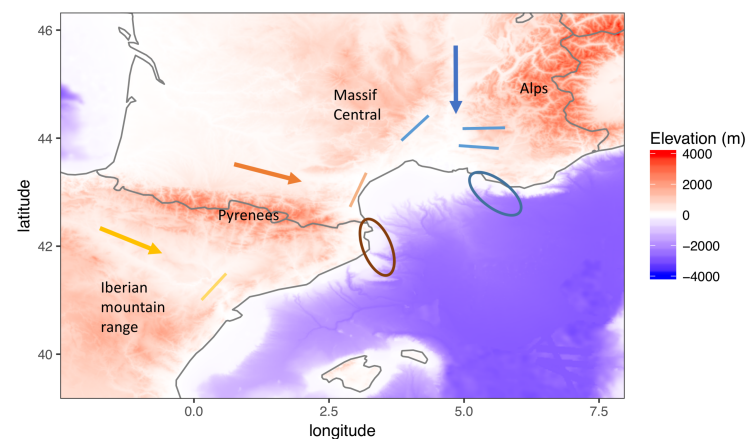 46
44
42
40
latitude
0.0
2.5
5.0
7.5
longitude
Massif
Central
Alps
Pyrenees
Iberian
mountain
range
Elevation (m)
4000
2000
0
−2000
−4000